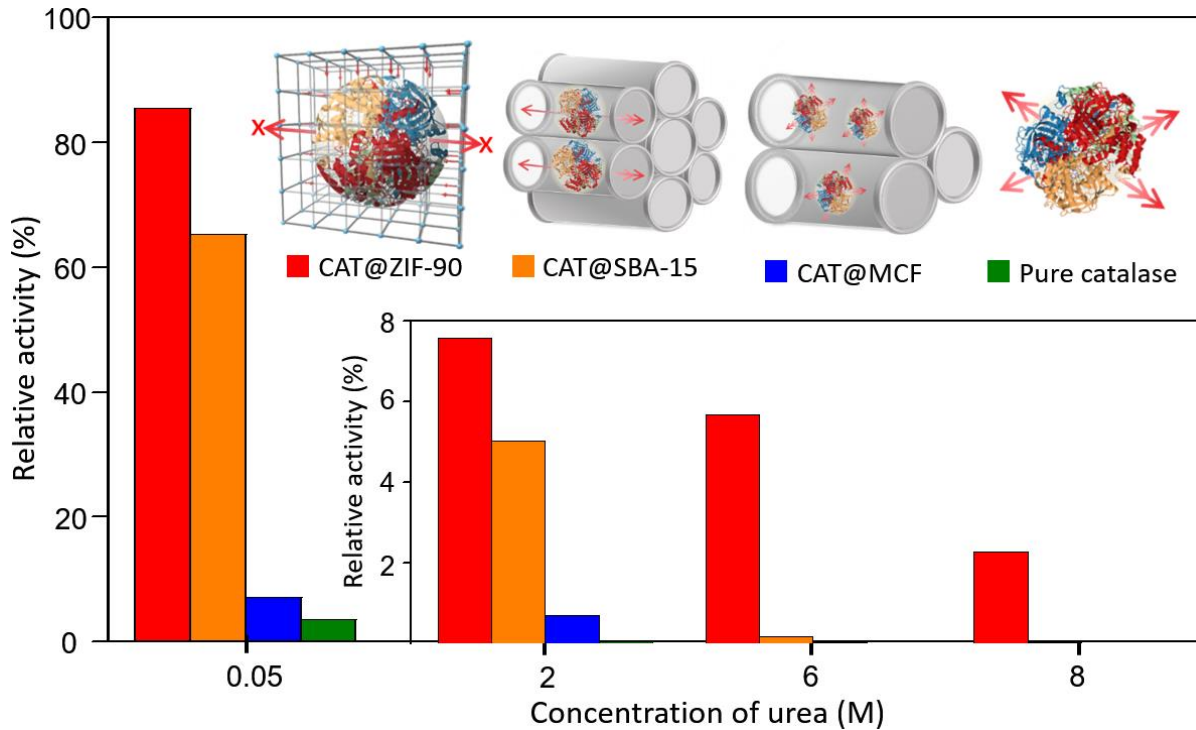 100
80
60
40
20
0
Relative activity (%)
X
X
CAT@ZIF-90
CAT@SBA-15
CAT@MCF
Pure catalase
8
6
4
2
Relative activity (%)
0.05
2
6
8
Concentration of urea (M)